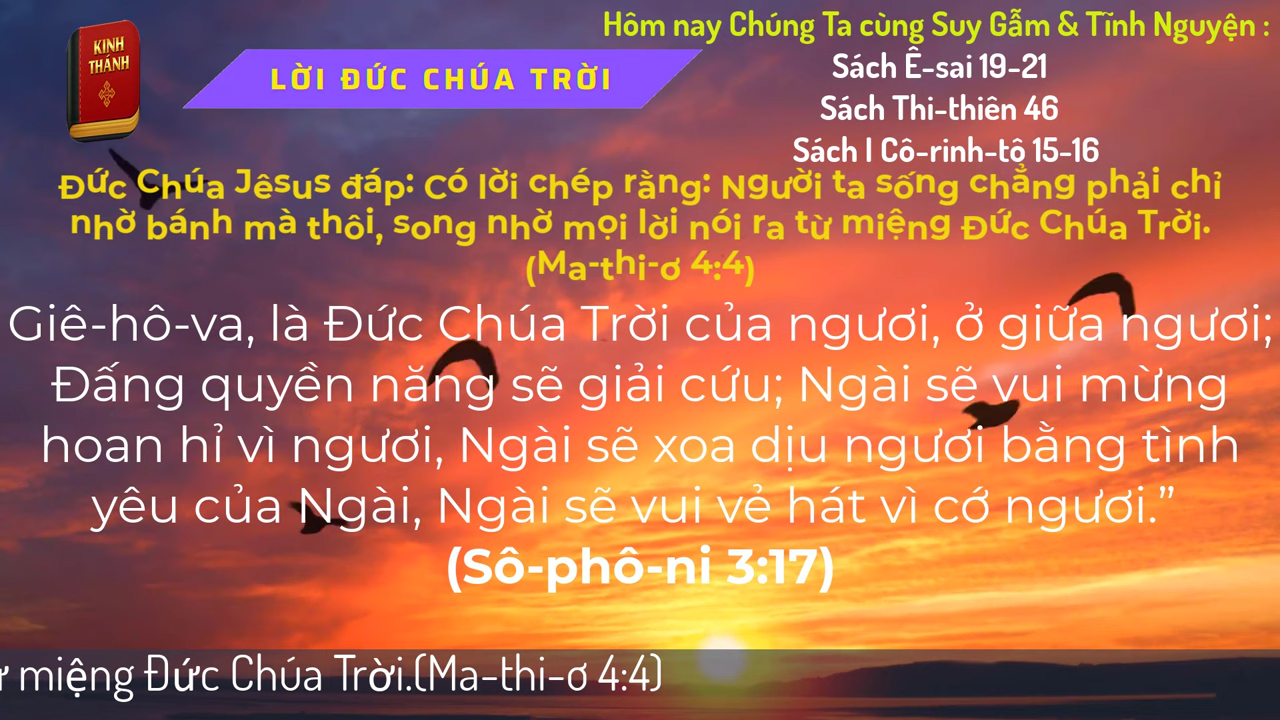 KINH
THÁNH
LỜI ĐỨC CHÚA TRỜI
Hôm nay Chúng Ta cùng Suy Gẫm & Tĩnh Nguyện :
Sách Ê-sai 19-21
Sách Thi-thiên 46
Sách I Cô-rinh-tô 15-16
Đức Chúa Jêsus đáp: Có lời chép rằng: Người ta sống chẳng phải chỉ
nhờ bánh mà thôi, song nhờ mọi lời nói ra từ miệng Đức Chúa Trời.
(Ma-thi-ơ 4:4)
Giê-hô-va, là Đức Chúa Trời của ngươi, ở giữa ngươi;
Đấng quyền năng sẽ giải cứu; Ngài sẽ vui mừng
hoan hỉ vì ngươi, Ngài sẽ xoa dịu ngươi bằng tình
yêu của Ngài, Ngài sẽ vui vẻ hát vì cớ ngươi.”
(Sô-phô-ni 3:17)
miệng Đức Chúa Trời.(Ma-thi-ơ 4:4)